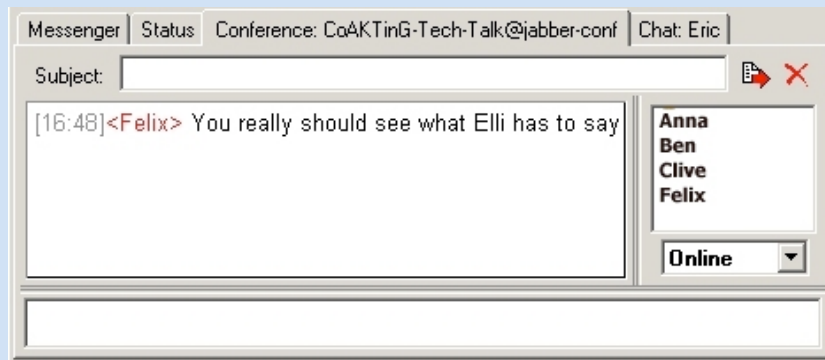 Messenger Status Conference: CoAKTinG-Tech-Talk@jabber-conf Chat: Eric
Subject:
[16:48]<Felix> You really should see what Elli has to say
Anna
Ben
Clive
Felix
Online